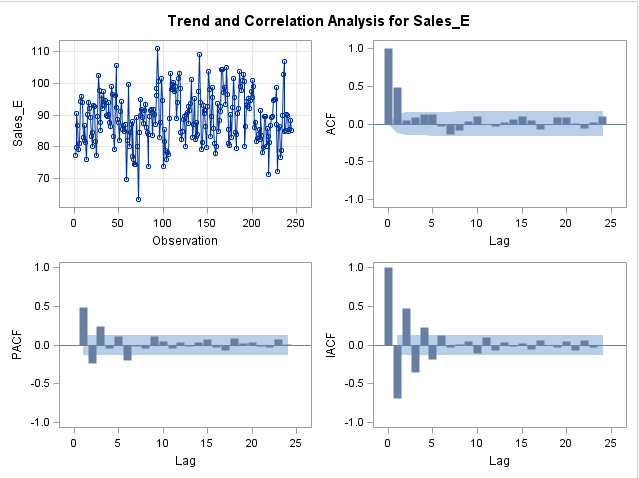 Trend and Correlation Analysis for Sales_E
110
100
90
80
70
Sales_E
0 50 100 150 200 250
Observation
1.0
0.5
0.0
-0.5
-1.0
ACF
0 5 10 15 20 25
Lag
1.0
0.5
0.0
-0.5
-1.0
PACF
0 5 10 15 20 25
Lag
1.0
0.5
0.0
-0.5
-1.0
IACF
0 5 10 15 20 25
Lag